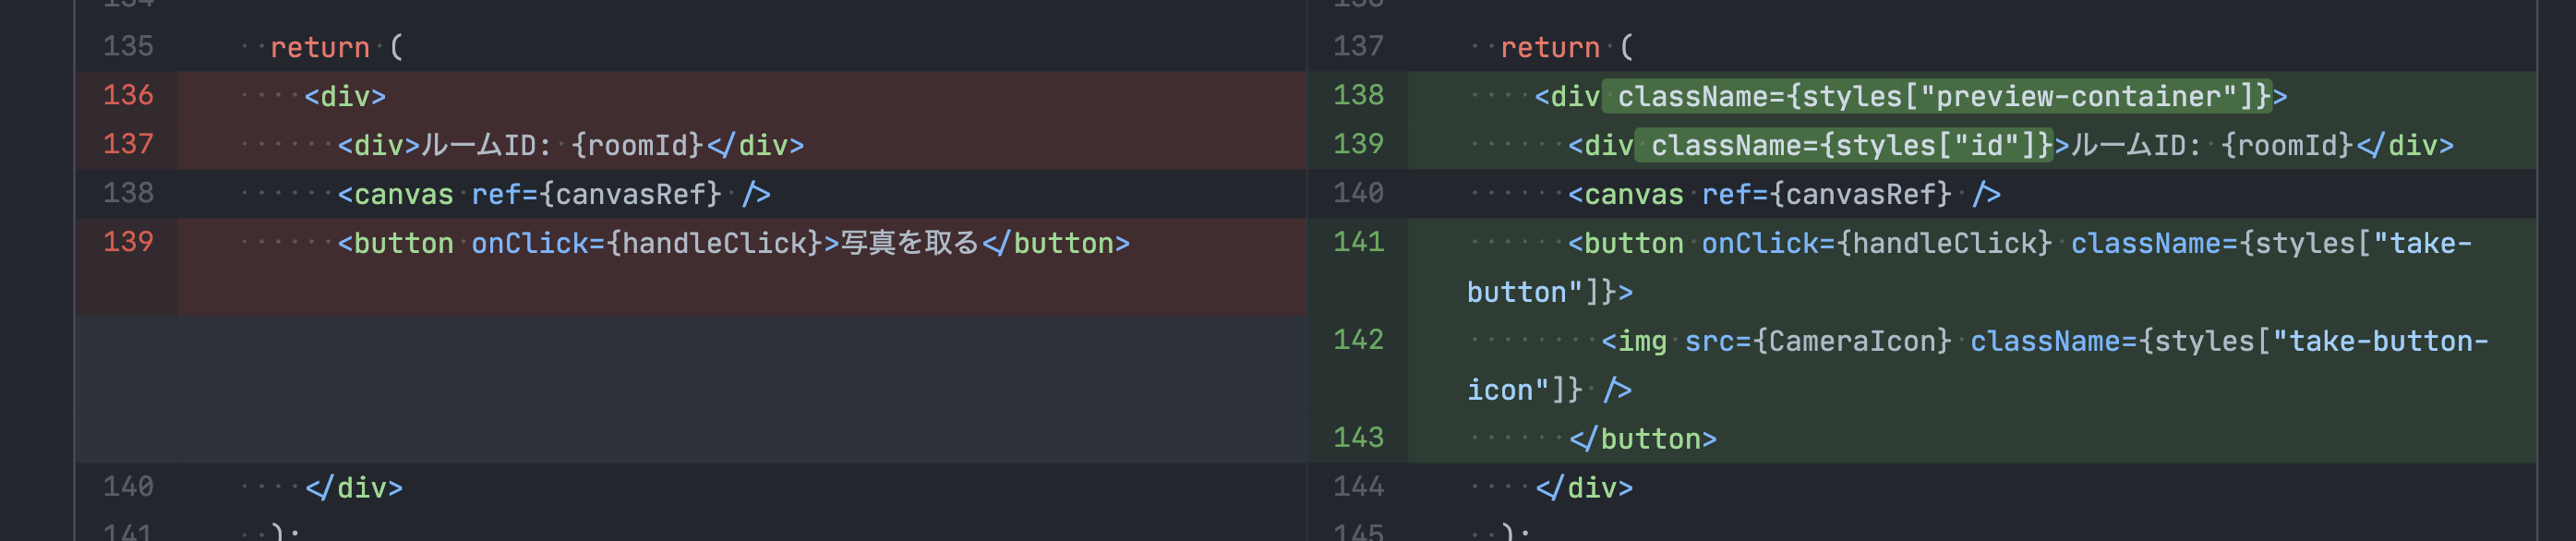 135 return (
136 <div>
137 <div>ルームID: {roomId}</div>
138 <canvas ref={canvasRef} />
139 <button onClick={handleClick}>写真を取る</button>
140 </div>
137 return (
138 <div className={styles["preview-container"]}>
139 <div className={styles["id"]}>ルームID: {roomId}</div>
140 <canvas ref={canvasRef} />
141 <button onClick={handleClick} className={styles["take-
button"]}>
142 <img src={CameraIcon} className={styles["take-button-
icon"]} />
143 </button>
144 </div>